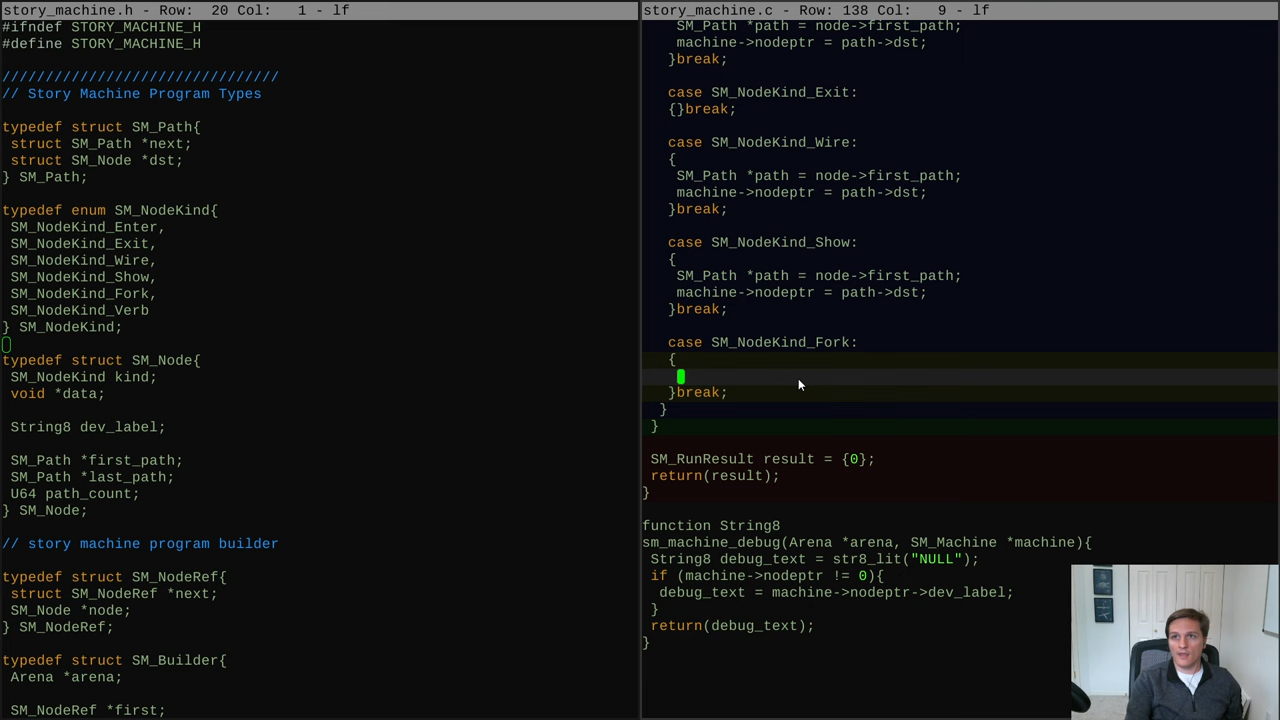 story_machine.h - Row:  20 Col:   1 - lf
#ifndef STORY_MACHINE_H
#define STORY_MACHINE_H
////////////////////////////////
// Story Machine Program Types
typedef struct SM_Path{
struct SM_Path *next;
struct SM_Node *dst;
} SM_Path;
typedef enum SM_NodeKind{
SM_NodeKind_Enter,
SM_NodeKind_Exit,
SM_NodeKind_Wire,
SM_NodeKind_Show,
SM_NodeKind_Fork,
SM_NodeKind_Verb
} SM_NodeKind;
typedef struct SM_Node{
SM_NodeKind kind;
void *data;
String8 dev_label;
SM_Path *first_path;
SM_Path *last_path;
U64 path_count;
} SM_Node;
// story machine program builder
typedef struct SM_NodeRef{
struct SM_NodeRef *next;
SM_Node *node;
} SM_NodeRef;
typedef struct SM_Builder{
Arena *arena;
SM_NodeRef *first;
story_machine.c - Row: 138 Col:   9 - lf
SM_Path *path = node->first_path;
machine->nodeptr = path->dst;
}break;
case SM_NodeKind_Exit:
{}break;
case SM_NodeKind_Wire:
{
SM_Path *path = node->first_path;
machine->nodeptr = path->dst;
}break;
case SM_NodeKind_Show:
{
SM_Path *path = node->first_path;
machine->nodeptr = path->dst;
}break;
case SM_NodeKind_Fork:
{
}break;
}
}
SM_RunResult result = {0};
return(result);
}
function String8
sm_machine_debug(Arena *arena, SM_Machine *machine){
String8 debug_text = str8_lit("NULL");
if (machine->nodeptr != 0){
debug_text = machine->nodeptr->dev_label;
}
return(debug_text);
}